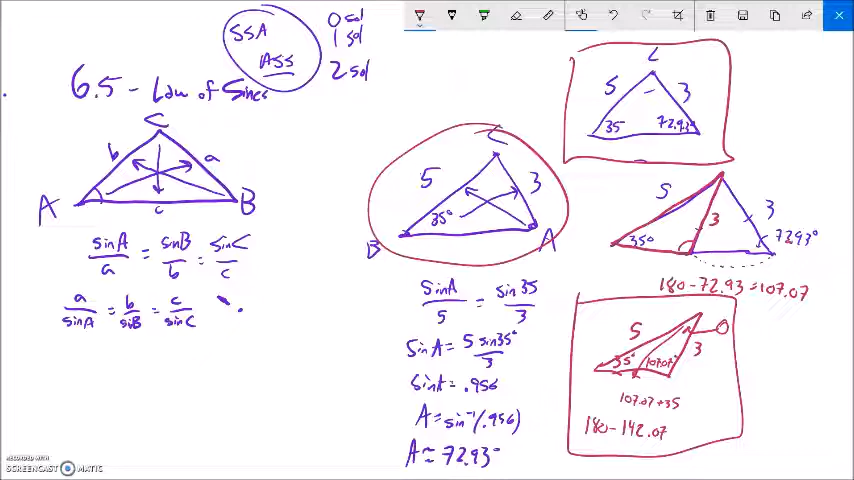 SSA
ASS
0 sol
1 sol
2 sol
6.5 - Law of Sines
C
b
a
A
B
c
sinA/a = sinB/b = sinC/c
a/sinA = b/sinB = c/sinC
C
5
3
35°
B
A
sinA/5 = sin35/3
sinA = 5 sin35°/3
sinA = .956
A = sin⁻¹(.956)
A ≈ 72.93°
C
5
3
35
72.93°
5
3
3
35°
72.93°
180-72.93=107.07
5
3
35°
107.07°
107.07+35
180-142.07
RECORDED WITH
SCREENCAST MATIC